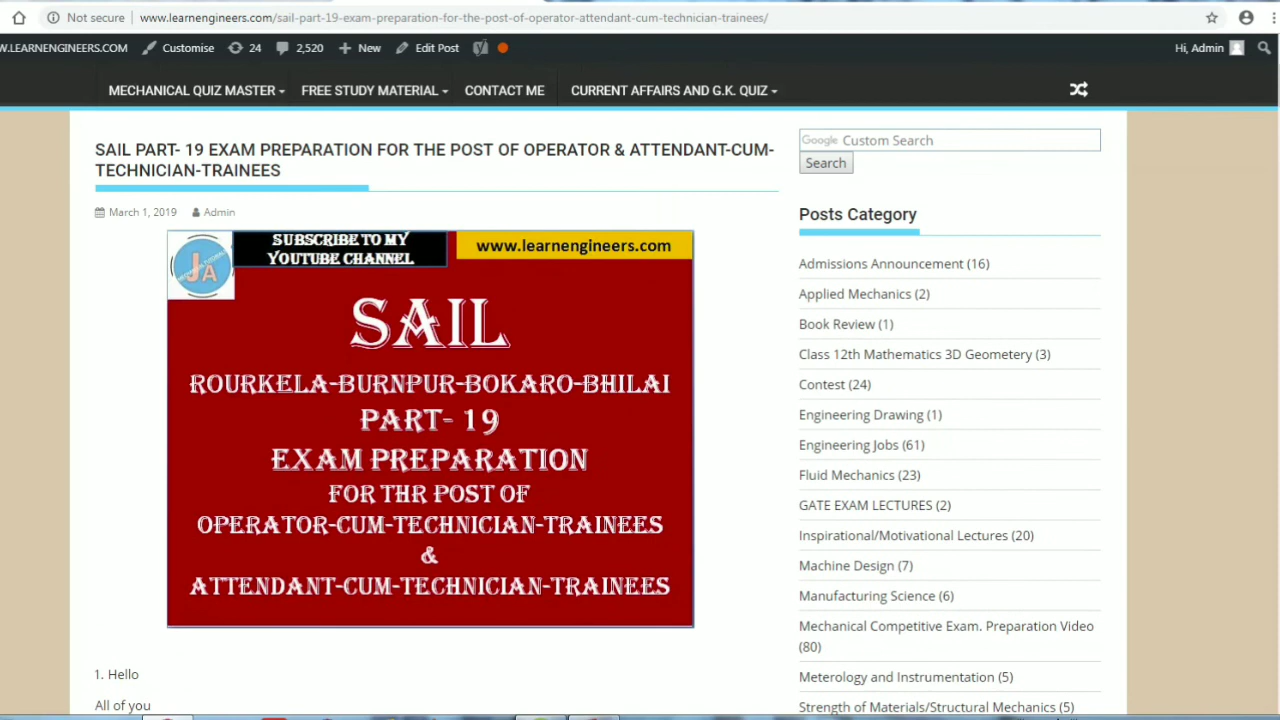 Not secure www.learnengineers.com/sail-part-19-exam-preparation-for-the-post-of-operator-attendant-cum-technician-trainees/
W.LEARNENGINEERS.COM Customise 24 2,520 New Edit Post Hi, Admin
MECHANICAL QUIZ MASTER FREE STUDY MATERIAL CONTACT ME CURRENT AFFAIRS AND G.K. QUIZ
SAIL PART- 19 EXAM PREPARATION FOR THE POST OF OPERATOR & ATTENDANT-CUM-
TECHNICIAN-TRAINEES
March 1, 2019 Admin
SUBSCRIBE TO MY
YOUTUBE CHANNEL
www.learnengineers.com
JA
SAIL
ROURKELA-BURNPUR-BOKARO-BHILAI
PART- 19
EXAM PREPARATION
FOR THR POST OF
OPERATOR-CUM-TECHNICIAN-TRAINEES
&
ATTENDANT-CUM-TECHNICIAN-TRAINEES
1. Hello
All of you
Google Custom Search
Search
Posts Category
Admissions Announcement (16)
Applied Mechanics (2)
Book Review (1)
Class 12th Mathematics 3D Geometery (3)
Contest (24)
Engineering Drawing (1)
Engineering Jobs (61)
Fluid Mechanics (23)
GATE EXAM LECTURES (2)
Inspirational/Motivational Lectures (20)
Machine Design (7)
Manufacturing Science (6)
Mechanical Competitive Exam. Preparation Video
(80)
Meterology and Instrumentation (5)
Strength of Materials/Structural Mechanics (5)